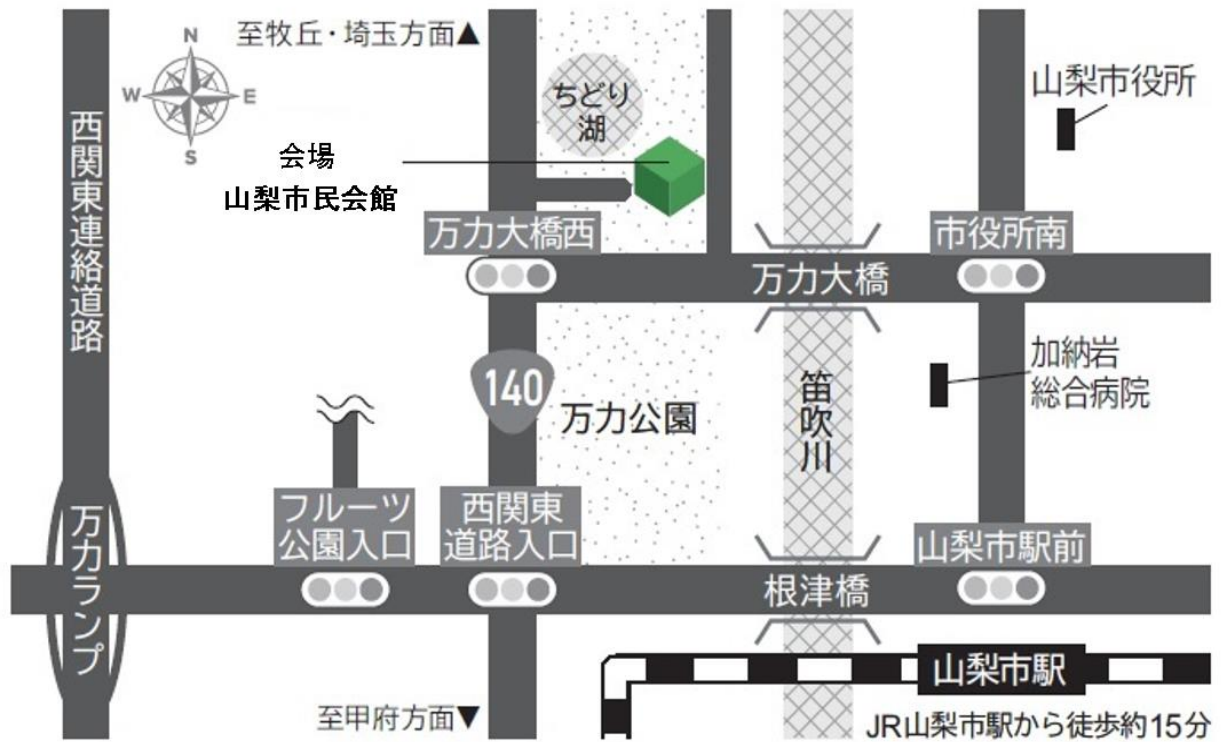 至牧丘・埼玉方面▲
N
W
E
S
西関東連絡道路
ちどり
湖
山梨市役所
会場
山梨市民会館
万力大橋西
市役所南
万力大橋
140
万力公園
笛吹川
加納岩
総合病院
フルーツ
公園入口
西関東
道路入口
山梨市駅前
万力ランプ
根津橋
山梨市駅
至甲府方面▼
JR山梨市駅から徒歩約15分